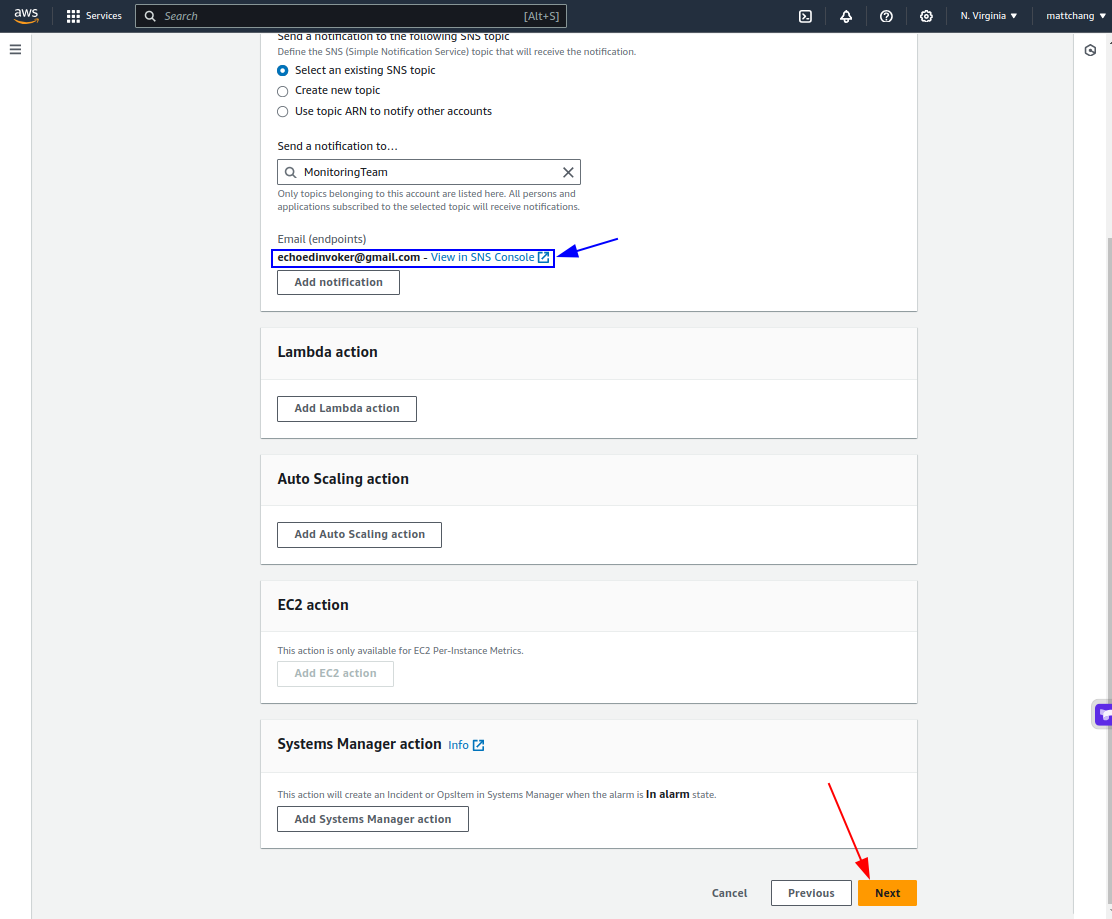 aws
Services
Search
[Alt+S]
N. Virginia
mattchang
Send a notification to the following SNS topic
Define the SNS (Simple Notification Service) topic that will receive the notification.
Select an existing SNS topic
Create new topic
Use topic ARN to notify other accounts
Send a notification to…
MonitoringTeam
Only topics belonging to this account are listed here. All persons and
applications subscribed to the selected topic will receive notifications.
Email (endpoints)
echoedinvoker@gmail.com - View in SNS Console
Add notification
Lambda action
Add Lambda action
Auto Scaling action
Add Auto Scaling action
EC2 action
This action is only available for EC2 Per-Instance Metrics.
Add EC2 action
Systems Manager action Info
This action will create an Incident or OpsItem in Systems Manager when the alarm is In alarm state.
Add Systems Manager action
Cancel
Previous
Next